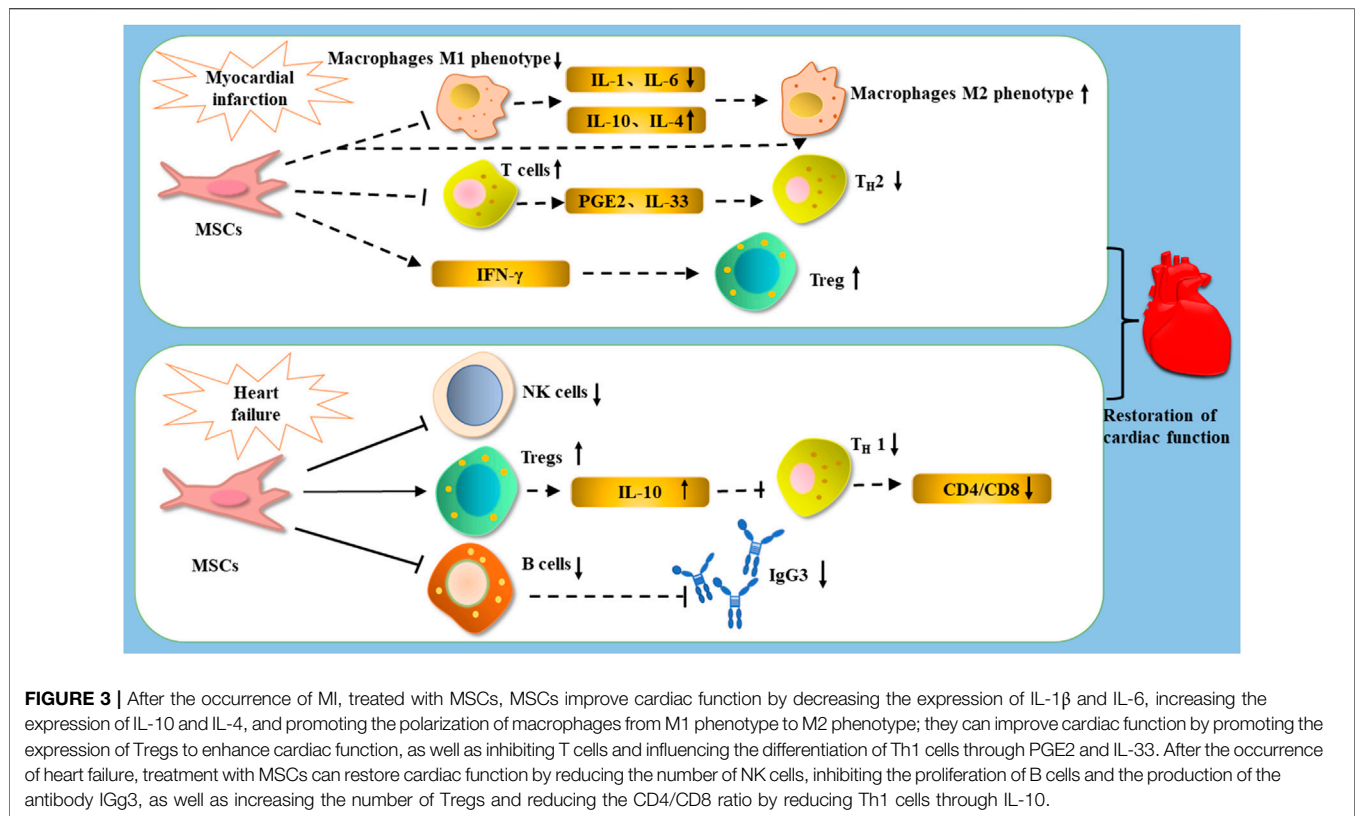 Myocardial
infarction
Macrophages M1 phenotype↓
IL-1、IL-6↓
IL-10、IL-4↑
Macrophages M2 phenotype ↑
MSCs
T cells↑
PGE2、IL-33
TH2 ↓
IFN-γ
Treg ↑
Heart
failure
NK cells↓
Tregs ↑
IL-10 ↑
TH 1↓
CD4/CD8↓
MSCs
B cells↓
IgG3 ↓
Restoration of
cardiac function
FIGURE 3 | After the occurrence of MI, treated with MSCs, MSCs improve cardiac function by decreasing the expression of IL-1β and IL-6, increasing the
expression of IL-10 and IL-4, and promoting the polarization of macrophages from M1 phenotype to M2 phenotype; they can improve cardiac function by promoting the
expression of Tregs to enhance cardiac function, as well as inhibiting T cells and influencing the differentiation of Th1 cells through PGE2 and IL-33. After the occurrence
of heart failure, treatment with MSCs can restore cardiac function by reducing the number of NK cells, inhibiting the proliferation of B cells and the production of the
antibody IGg3, as well as increasing the number of Tregs and reducing the CD4/CD8 ratio by reducing Th1 cells through IL-10.